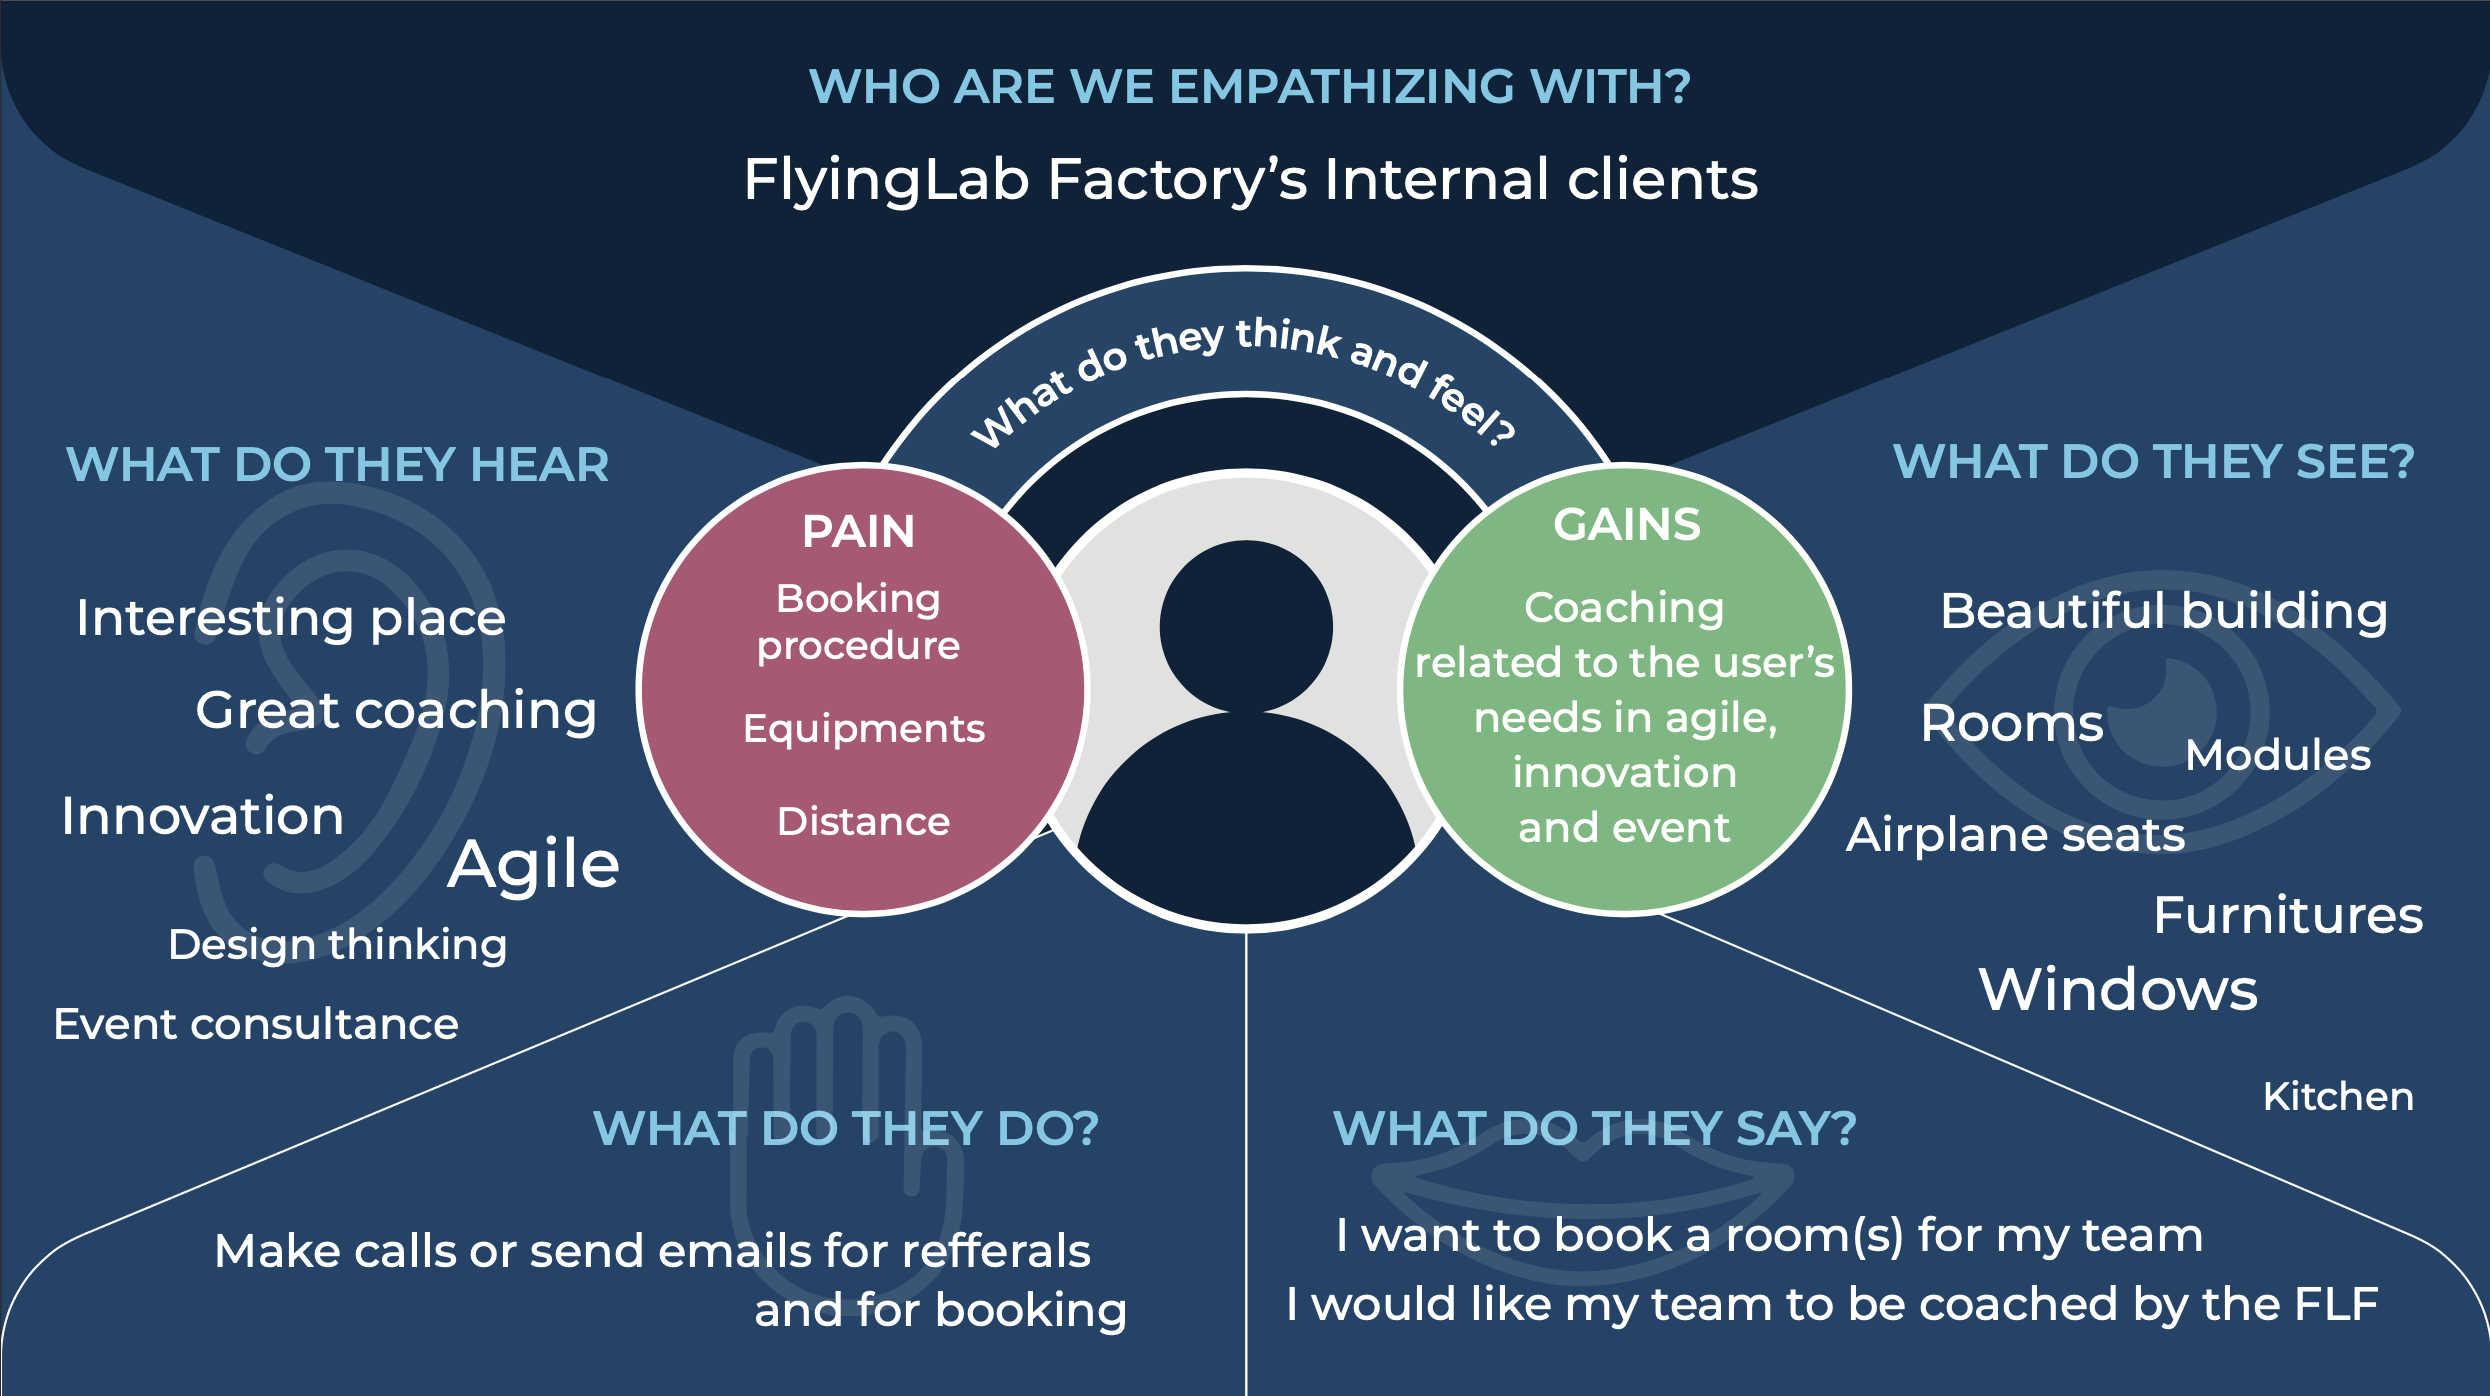 WHO ARE WE EMPATHIZING WITH?
FlyingLab Factory’s Internal clients
What do they think and feel?
WHAT DO THEY HEAR
Interesting place
Great coaching
Innovation
Agile
Design thinking
Event consultance
PAIN
Booking
procedure
Equipments
Distance
GAINS
Coaching
related to the user’s
needs in agile,
innovation
and event
WHAT DO THEY SEE?
Beautiful building
Rooms
Modules
Airplane seats
Furnitures
Windows
Kitchen
WHAT DO THEY DO?
Make calls or send emails for refferals
and for booking
WHAT DO THEY SAY?
I want to book a room(s) for my team
I would like my team to be coached by the FLF